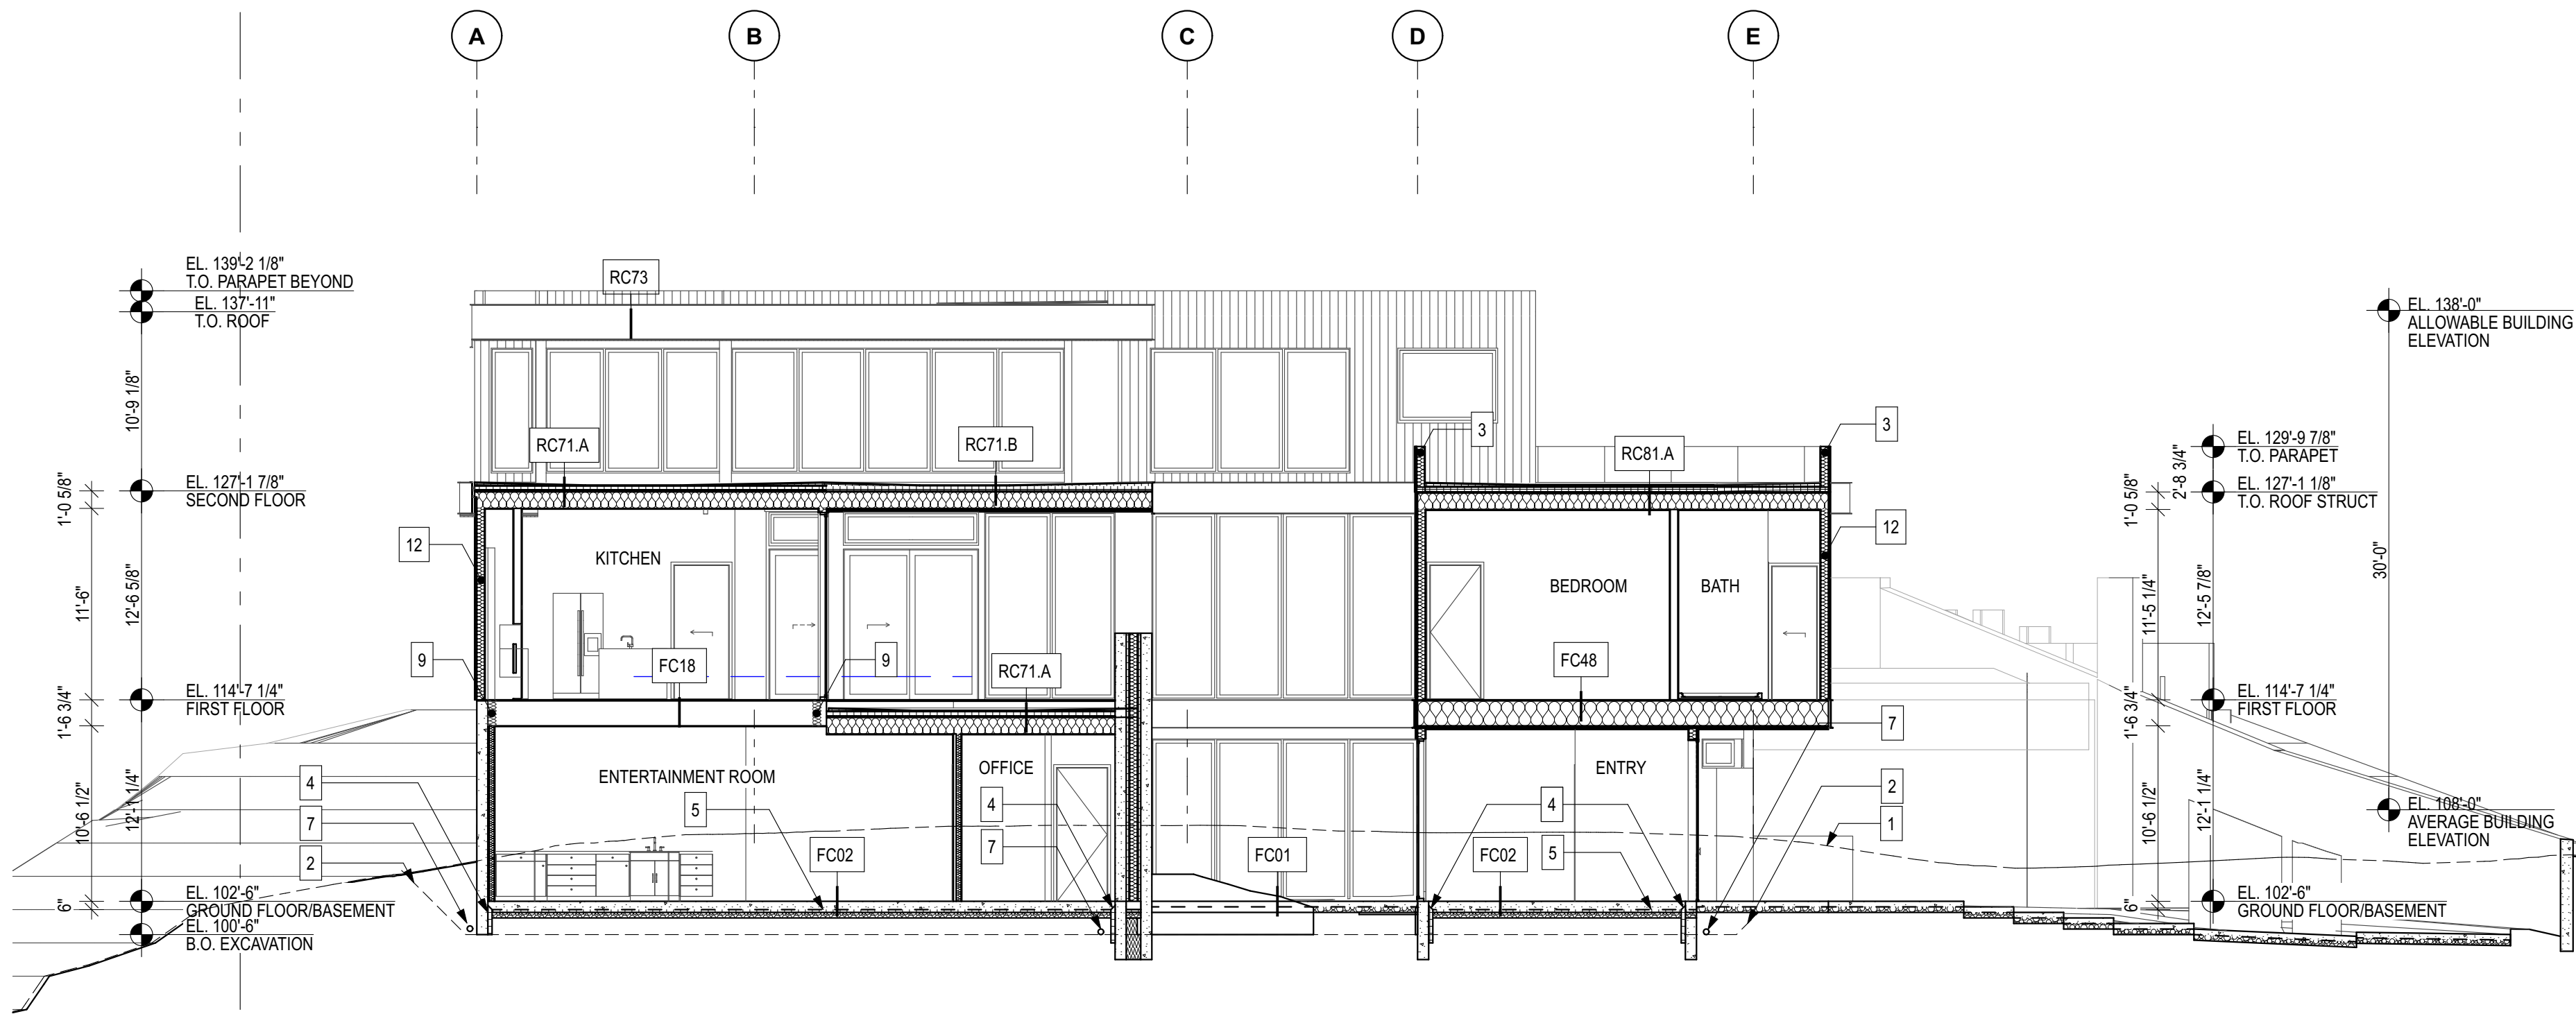 A
B
C
D
E
EL. 139'-2 1/8"
T.O. PARAPET BEYOND
EL. 137'-11"
T.O. ROOF
RC73
EL. 138'-0"
ALLOWABLE BUILDING
ELEVATION
10'-9 1/8"
RC71.A
RC71.B
3
RC81.A
3
2'-8 3/4"
EL. 129'-9 7/8"
T.O. PARAPET
1'-0 5/8"
EL. 127'-1 7/8"
SECOND FLOOR
1'-0 5/8"
EL. 127'-1 1/8"
T.O. ROOF STRUCT
12
KITCHEN
BEDROOM
BATH
12
30'-0"
11'-6"
12'-6 5/8"
11'-5 1/4"
12'-5 7/8"
9
FC18
9
RC71.A
FC48
1'-6 3/4"
EL. 114'-7 1/4"
FIRST FLOOR
7
1'-6 3/4"
EL. 114'-7 1/4"
FIRST FLOOR
4
ENTERTAINMENT ROOM
OFFICE
ENTRY
5
4
4
2
10'-6 1/2"
12'-1 1/4"
7
7
1
10'-6 1/2"
12'-1 1/4"
EL. 108'-0"
AVERAGE BUILDING
ELEVATION
2
FC02
FC01
FC02
5
6"
EL. 102'-6"
GROUND FLOOR/BASEMENT
EL. 100'-6"
B.O. EXCAVATION
6"
EL. 102'-6"
GROUND FLOOR/BASEMENT